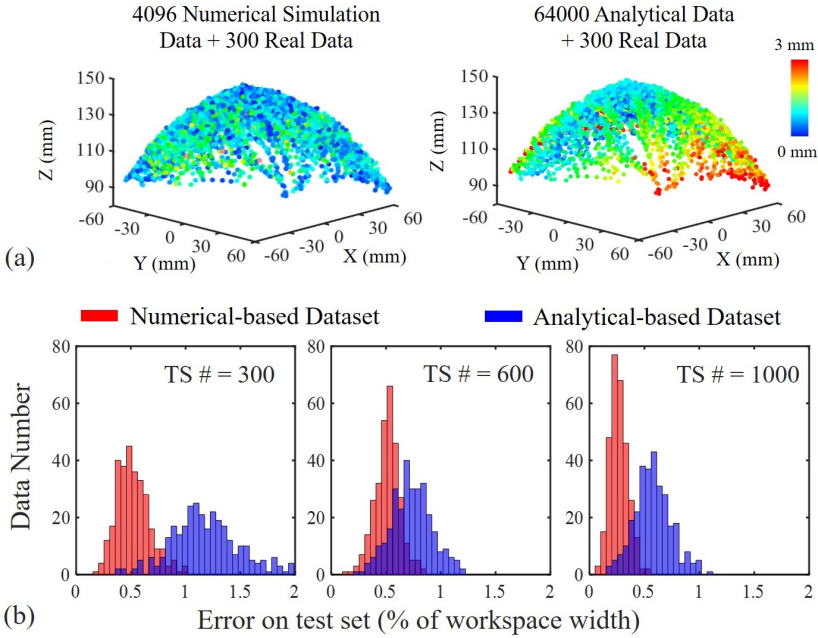 4096 Numerical Simulation
Data + 300 Real Data
64000 Analytical Data
+ 300 Real Data
3 mm
0 mm
150
130
110
90
Z (mm)
-60
-30
0
30
60
Y (mm)
-60
-30
0
30
60
X (mm)
150
130
110
90
Z (mm)
-60
-30
0
30
60
Y (mm)
-60
-30
0
30
60
X (mm)
(a)
Numerical-based Dataset
Analytical-based Dataset
80
60
40
20
0
Data Number
TS # = 300
0 0.5 1 1.5 2
80
60
40
20
0
TS # = 600
0 0.5 1 1.5 2
80
60
40
20
0
TS # = 1000
0 0.5 1 1.5 2
(b)
Error on test set (% of workspace width)